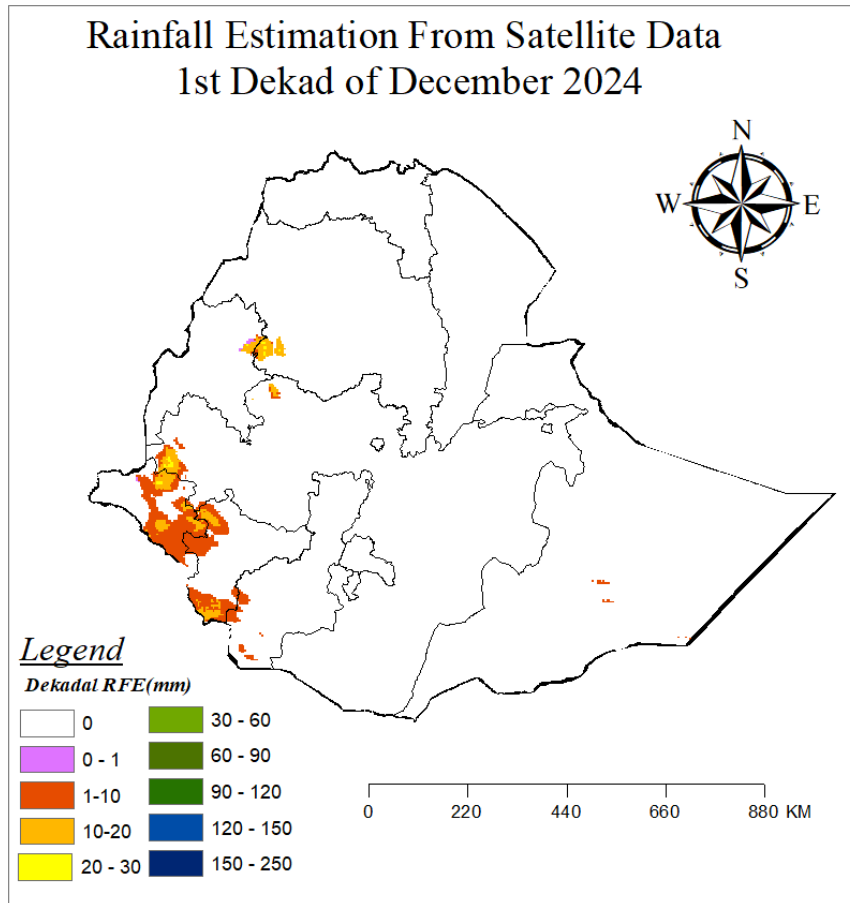 Rainfall Estimation From Satellite Data
1st Dekad of December 2024
N
W
E
S
Legend
Dekadal RFE(mm)
0
0 - 1
1-10
10-20
20 - 30
30 - 60
60 - 90
90 - 120
120 - 150
150 - 250
0 220 440 660 880 KM